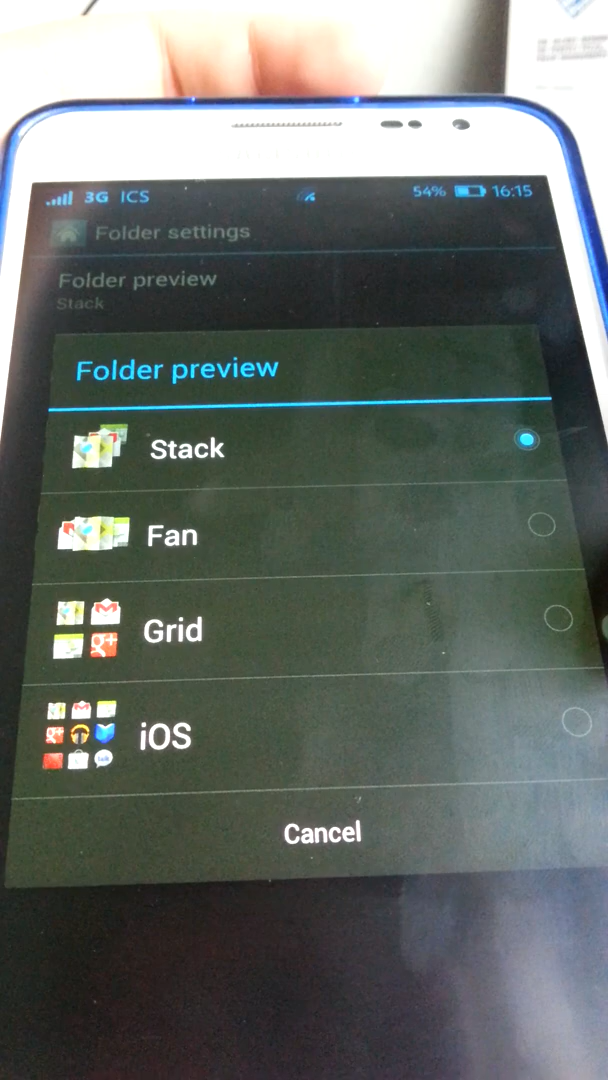 3G ICS 54% 16:15
Folder settings
Folder preview
Stack
Folder preview
Stack
Fan
Grid
iOS
Cancel